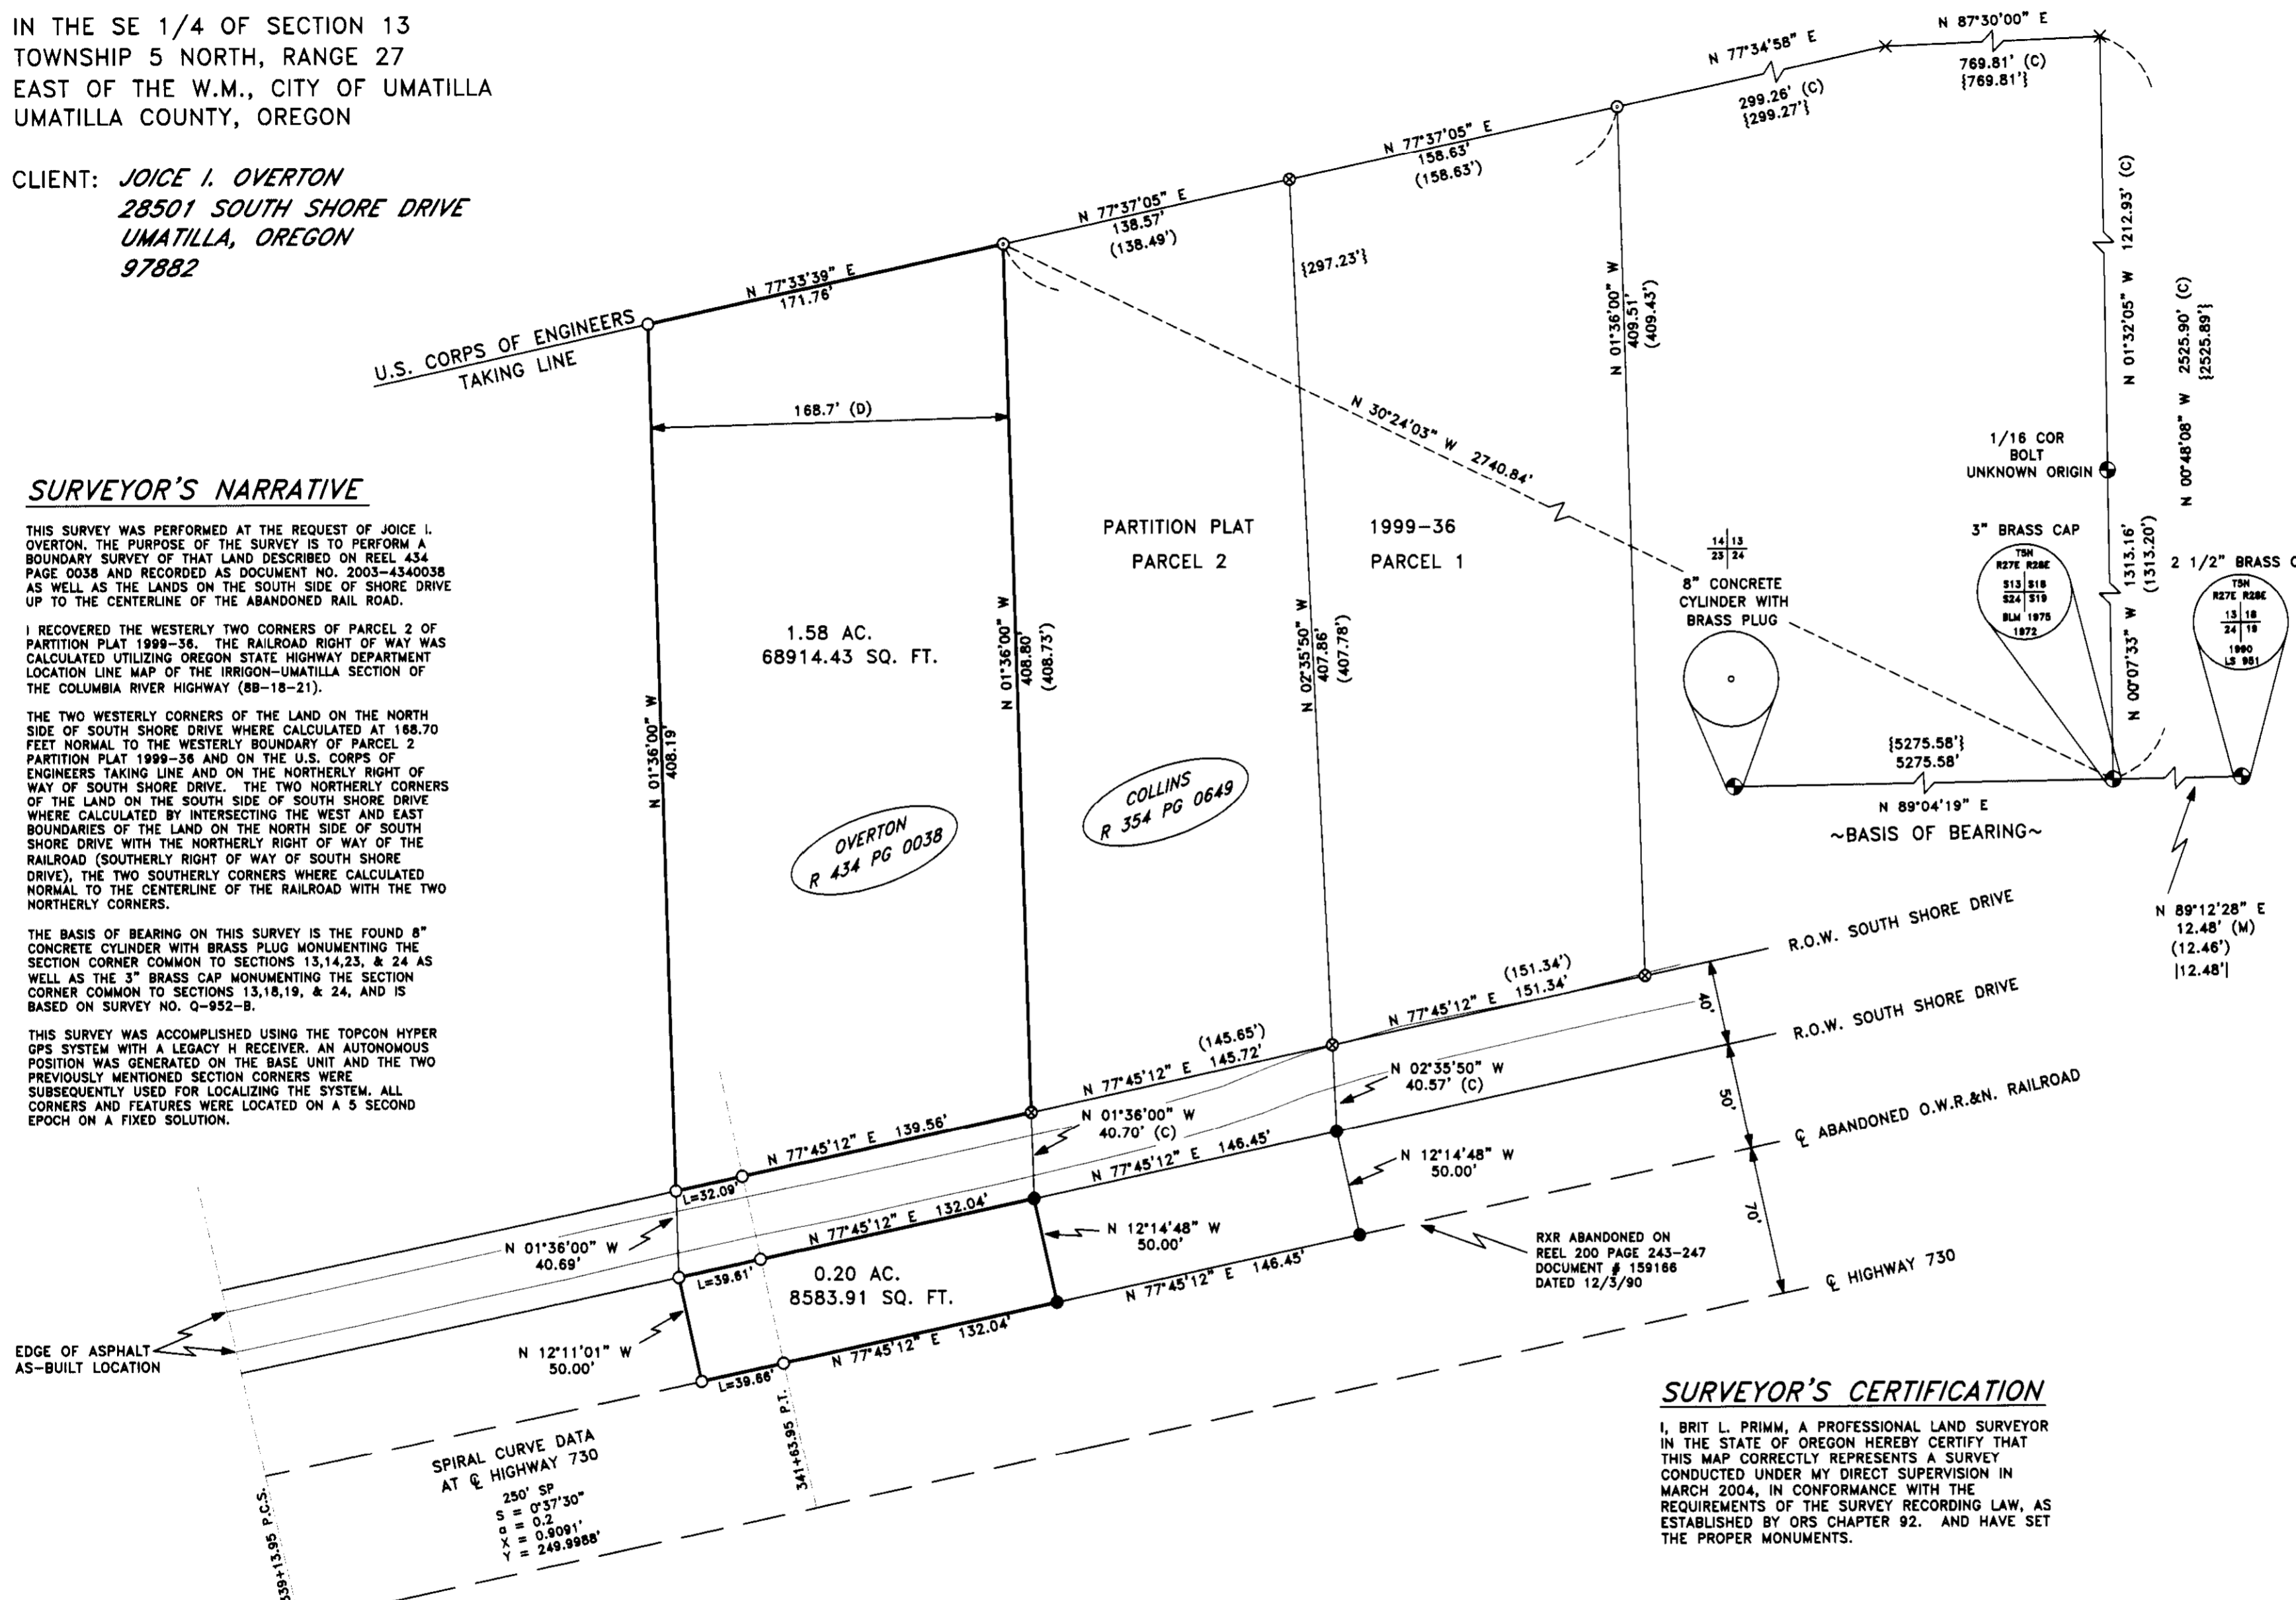 IN THE SE 1/4 OF SECTION 13
TOWNSHIP 5 NORTH, RANGE 27
EAST OF THE W.M., CITY OF UMATILLA
UMATILLA COUNTY, OREGON
CLIENT: JOICE I. OVERTON
28501 SOUTH SHORE DRIVE
UMATILLA, OREGON
97882
SURVEYOR'S NARRATIVE
THIS SURVEY WAS PERFORMED AT THE REQUEST OF JOICE I.
OVERTON. THE PURPOSE OF THE SURVEY IS TO PERFORM A
BOUNDARY SURVEY OF THAT LAND DESCRIBED ON REEL 434
PAGE 0038 AND RECORDED AS DOCUMENT NO. 2003-4340038
AS WELL AS THE LANDS ON THE SOUTH SIDE OF SHORE DRIVE
UP TO THE CENTERLINE OF THE ABANDONED RAIL ROAD.
I RECOVERED THE WESTERLY TWO CORNERS OF PARCEL 2 OF
PARTITION PLAT 1999-36. THE RAILROAD RIGHT OF WAY WAS
CALCULATED UTILIZING OREGON STATE HIGHWAY DEPARTMENT
LOCATION LINE MAP OF THE IRRIGON-UMATILLA SECTION OF
THE COLUMBIA RIVER HIGHWAY (8B-18-21).
THE TWO WESTERLY CORNERS OF THE LAND ON THE NORTH
SIDE OF SOUTH SHORE DRIVE WHERE CALCULATED AT 168.70
FEET NORMAL TO THE WESTERLY BOUNDARY OF PARCEL 2
PARTITION PLAT 1999-36 AND ON THE U.S. CORPS OF
ENGINEERS TAKING LINE AND ON THE NORTHERLY RIGHT OF
WAY OF SOUTH SHORE DRIVE. THE TWO NORTHERLY CORNERS
OF THE LAND ON THE SOUTH SIDE OF SOUTH SHORE DRIVE
WHERE CALCULATED BY INTERSECTING THE WEST AND EAST
BOUNDARIES OF THE LAND ON THE NORTH SIDE OF SOUTH
SHORE DRIVE WITH THE NORTHERLY RIGHT OF WAY OF THE
RAILROAD (SOUTHERLY RIGHT OF WAY OF SOUTH SHORE
DRIVE), THE TWO SOUTHERLY CORNERS WHERE CALCULATED
NORMAL TO THE CENTERLINE OF THE RAILROAD WITH THE TWO
NORTHERLY CORNERS.
THE BASIS OF BEARING ON THIS SURVEY IS THE FOUND 8"
CONCRETE CYLINDER WITH BRASS PLUG MONUMENTING THE
SECTION CORNER COMMON TO SECTIONS 13,14,23, & 24 AS
WELL AS THE 3" BRASS CAP MONUMENTING THE SECTION
CORNER COMMON TO SECTIONS 13,18,19, & 24, AND IS
BASED ON SURVEY NO. Q-952-B.
THIS SURVEY WAS ACCOMPLISHED USING THE TOPCON HYPER
GPS SYSTEM WITH A LEGACY H RECEIVER. AN AUTONOMOUS
POSITION WAS GENERATED ON THE BASE UNIT AND THE TWO
PREVIOUSLY MENTIONED SECTION CORNERS WERE
SUBSEQUENTLY USED FOR LOCALIZING THE SYSTEM. ALL
CORNERS AND FEATURES WERE LOCATED ON A 5 SECOND
EPOCH ON A FIXED SOLUTION.
U.S. CORPS OF ENGINEERS
TAKING LINE
N 77°33'39" E
171.76'
N 77°37'05" E
138.57'
(138.49')
N 77°37'05" E
158.63'
(158.63')
N 77°34'58" E
299.26' (C)
{299.27'}
N 87°30'00" E
769.81' (C)
{769.81'}
{297.23'}
168.7' (D)
N 01°36'00" W
408.19'
N 01°36'00" W
408.80'
(408.73')
N 02°35'50" W
407.86'
(407.78')
N 01°36'00" W
409.51'
(409.43')
N 30°24'03" W 2740.84'
N 01°32'05" W 1212.93' (C)
N 00°48'08" W 2525.90' (C)
{2525.89'}
N 00°07'33" W 1313.16'
(1313.20')
1/16 COR
BOLT
UNKNOWN ORIGIN
3" BRASS CAP
T5N
R27E R28E
S13 S18
S24 S19
BLM 1975
1972
2 1/2" BRASS C
T5N
R27E R28E
13 18
24 19
1990
LS 951
14 13
23 24
8" CONCRETE
CYLINDER WITH
BRASS PLUG
{5275.58'}
5275.58'
N 89°04'19" E
~BASIS OF BEARING~
N 89°12'28" E
12.48' (M)
(12.46')
|12.48'|
PARTITION PLAT 1999-36
PARCEL 2 PARCEL 1
1.58 AC.
68914.43 SQ. FT.
OVERTON
R 434 PG 0038
COLLINS
R 354 PG 0649
R.O.W. SOUTH SHORE DRIVE
R.O.W. SOUTH SHORE DRIVE
℄ ABANDONED O.W.R.&N. RAILROAD
℄ HIGHWAY 730
40'
50'
70'
(151.34')
N 77°45'12" E 151.34'
(145.65')
N 77°45'12" E 145.72'
N 77°45'12" E 139.56'
L=32.09'
N 02°35'50" W
40.57' (C)
N 01°36'00" W
40.70' (C)
N 77°45'12" E 146.45'
N 12°14'48" W
50.00'
N 77°45'12" E 132.04'
L=39.61'
N 01°36'00" W
40.69'
0.20 AC.
8583.91 SQ. FT.
N 12°14'48" W
50.00'
N 77°45'12" E 146.45'
N 77°45'12" E 132.04'
L=39.66'
N 12°11'01" W
50.00'
RXR ABANDONED ON
REEL 200 PAGE 243-247
DOCUMENT # 159166
DATED 12/3/90
EDGE OF ASPHALT
AS-BUILT LOCATION
SPIRAL CURVE DATA
AT ℄ HIGHWAY 730
250' SP
S = 0°37'30"
a = 0.2
X = 0.9091'
Y = 249.9988'
339+13.95 P.C.S.
341+63.95 P.T.
SURVEYOR'S CERTIFICATION
I, BRIT L. PRIMM, A PROFESSIONAL LAND SURVEYOR
IN THE STATE OF OREGON HEREBY CERTIFY THAT
THIS MAP CORRECTLY REPRESENTS A SURVEY
CONDUCTED UNDER MY DIRECT SUPERVISION IN
MARCH 2004, IN CONFORMANCE WITH THE
REQUIREMENTS OF THE SURVEY RECORDING LAW, AS
ESTABLISHED BY ORS CHAPTER 92. AND HAVE SET
THE PROPER MONUMENTS.